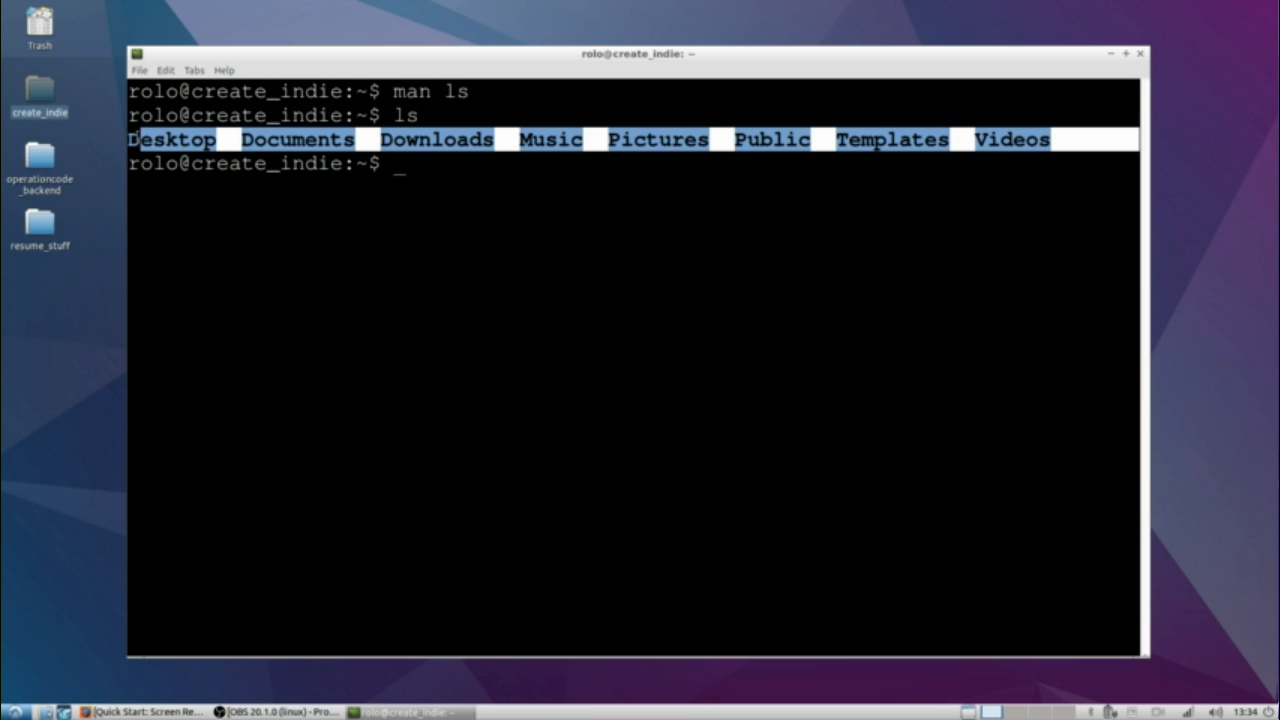 Trash
create_indie
operationcode
_backend
resume_stuff
rolo@create_indie: ~
File Edit Tabs Help
rolo@create_indie:~$ man ls
rolo@create_indie:~$ ls
Desktop Documents Downloads Music Pictures Public Templates Videos
rolo@create_indie:~$ _
[Quick Start: Screen Re... [OBS 20.1.0 (linux) - Pro... rolo@create_indie: ~ 13:34